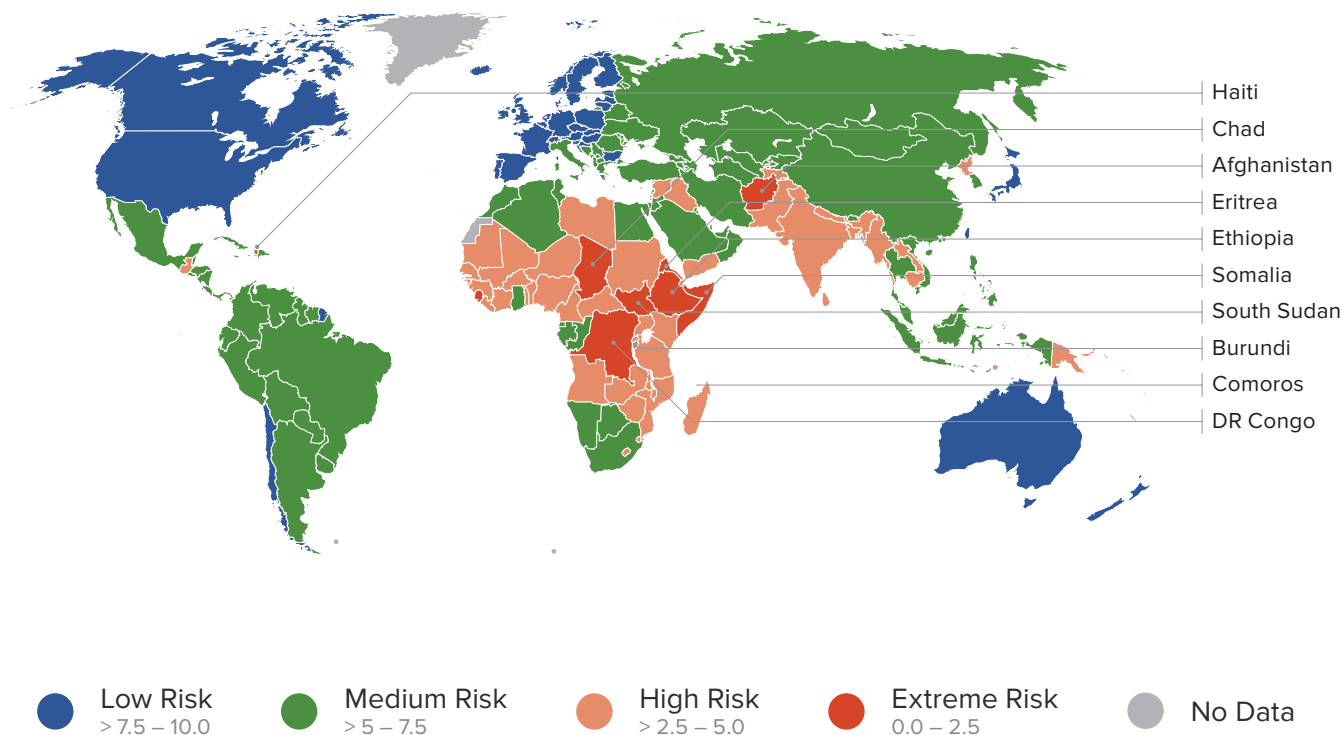 Haiti
Chad
Afghanistan
Eritrea
Ethiopia
Somalia
South Sudan
Burundi
Comoros
DR Congo
Low Risk
> 7.5 – 10.0
Medium Risk
> 5 – 7.5
High Risk
> 2.5 – 5.0
Extreme Risk
0.0 – 2.5
No Data